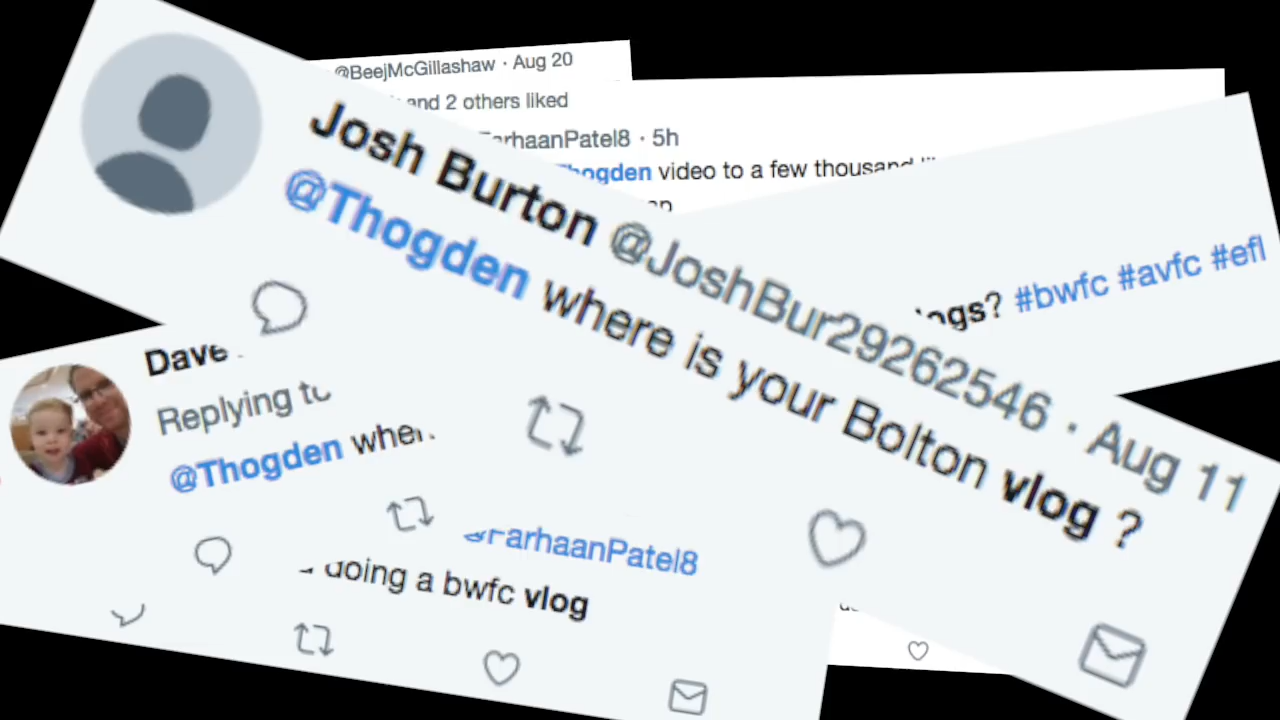 @BeejMcGillashaw · Aug 20
and 2 others liked
FarhaanPatel8 · 5h
Thogden video to a few thousand
Josh Burton @JoshBur29262546 · Aug 11
@Thogden where is your Bolton vlog ?
#bwfc #avfc #efl
Dave
Replying to
@Thogden
@FarhaanPatel8
doing a bwfc vlog